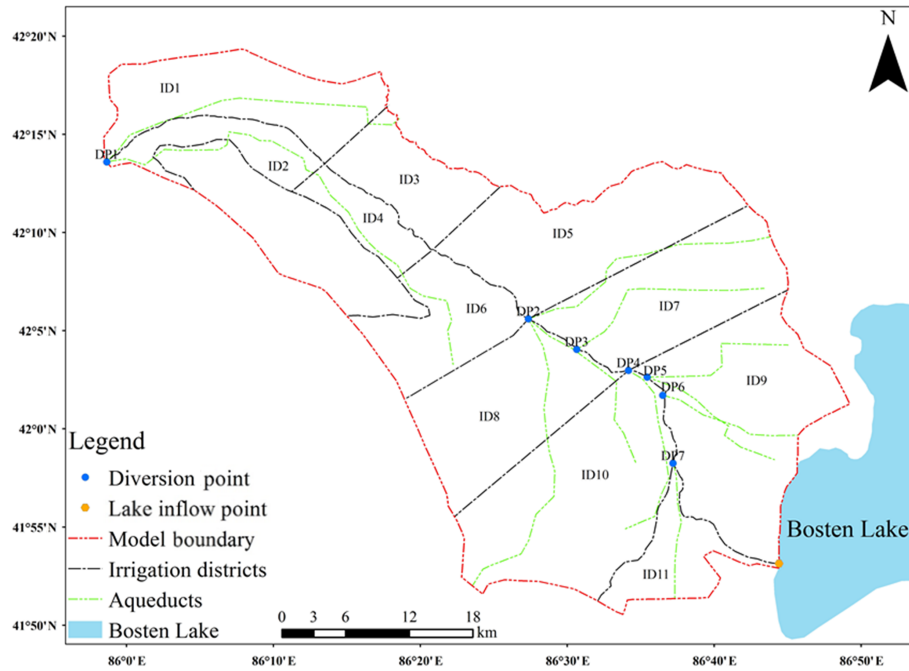 42°20'N
42°15'N
42°10'N
42°5'N
42°0'N
41°55'N
41°50'N
N
ID1
DP1
ID2
ID3
ID4
ID5
ID6
DP2
ID7
DP3
DP4
DP5
DP6
ID9
ID8
DP7
ID10
ID11
Bosten Lake
Legend
Diversion point
Lake inflow point
Model boundary
Irrigation districts
Aqueducts
Bosten Lake
0 3 6 12 18
km
86°0'E 86°10'E 86°20'E 86°30'E 86°40'E 86°50'E